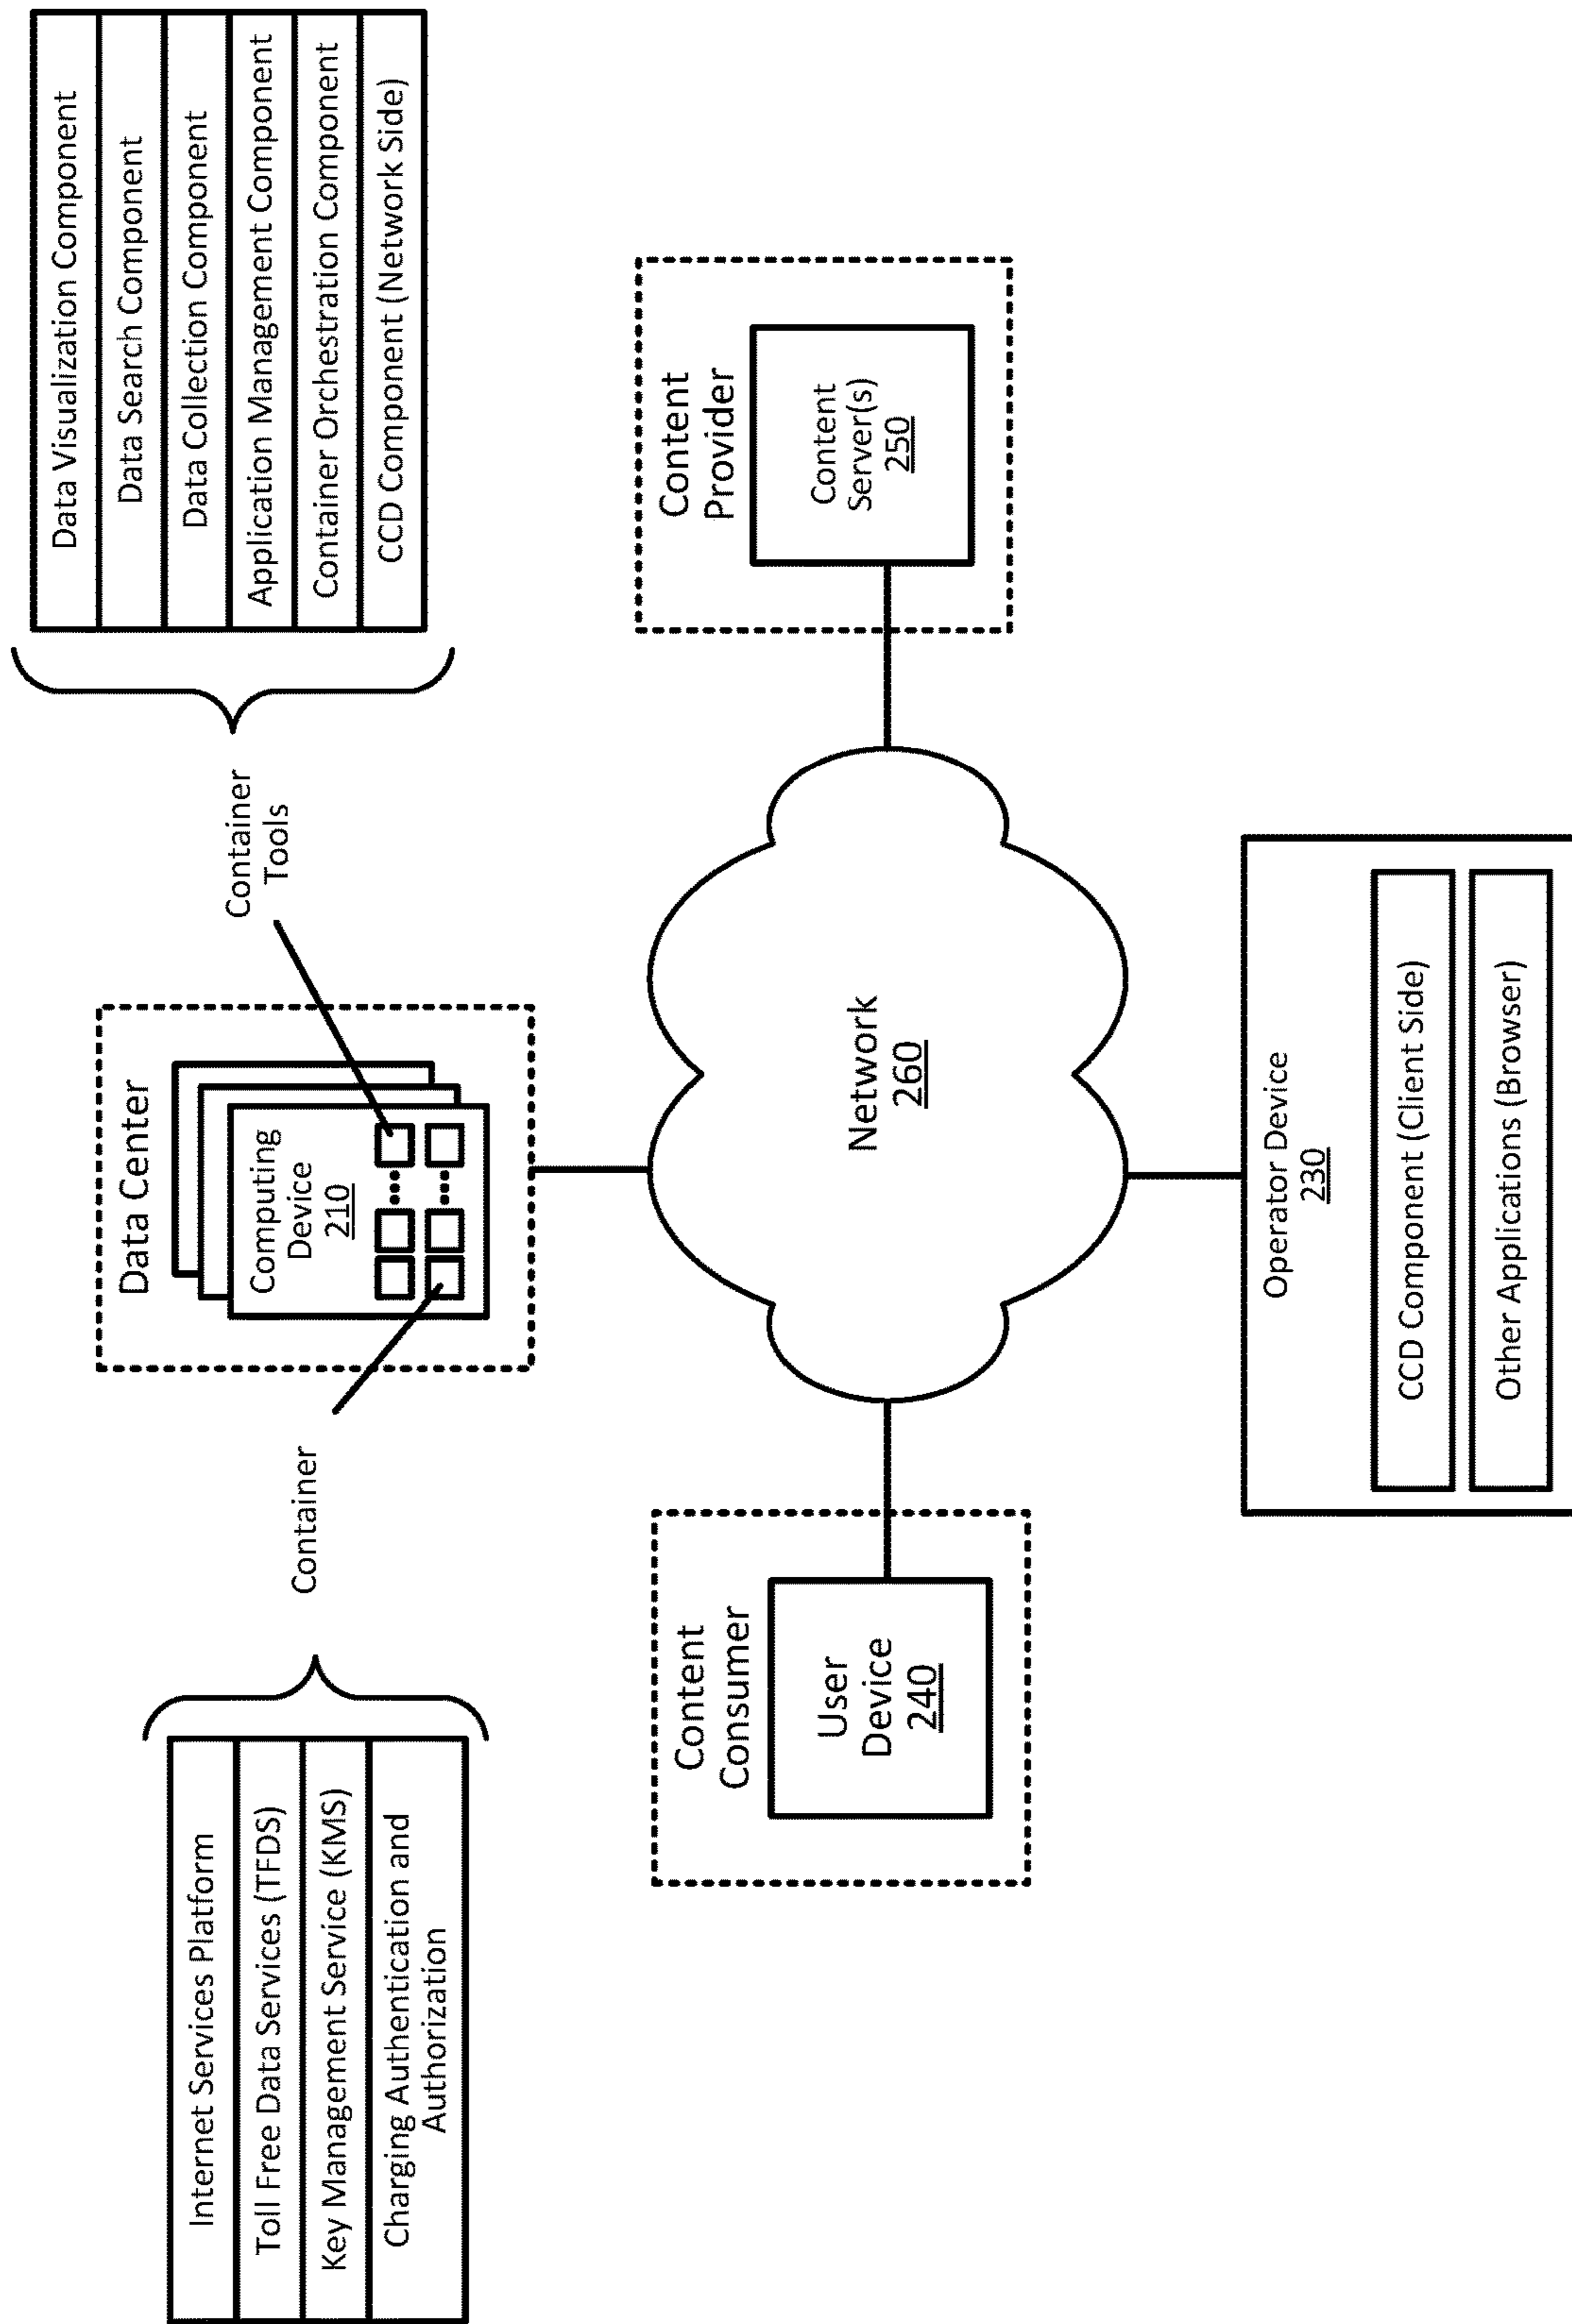 Internet Services Platform
Toll Free Data Services (TFDS)
Key Management Service (KMS)
Charging Authentication and
Authorization
Container
Data Center
Computing
Device
210
Container
Tools
Data Visualization Component
Data Search Component
Data Collection Component
Application Management Component
Container Orchestration Component
CCD Component (Network Side)
Content
Consumer
User
Device
240
Network
260
Content
Provider
Content
Server(s)
250
Operator Device
230
CCD Component (Client Side)
Other Applications (Browser)